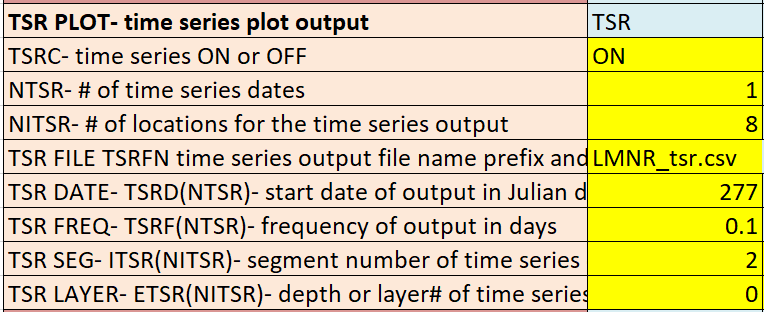 TSR PLOT- time series plot output TSR
TSRC- time series ON or OFF ON
NTSR- # of time series dates 1
NITSR- # of locations for the time series output 8
TSR FILE TSRFN time series output file name prefix and LMNR_tsr.csv
TSR DATE- TSRD(NTSR)- start date of output in Julian d 277
TSR FREQ- TSRF(NTSR)- frequency of output in days 0.1
TSR SEG- ITSR(NITSR)- segment number of time series 2
TSR LAYER- ETSR(NITSR)- depth or layer# of time series 0